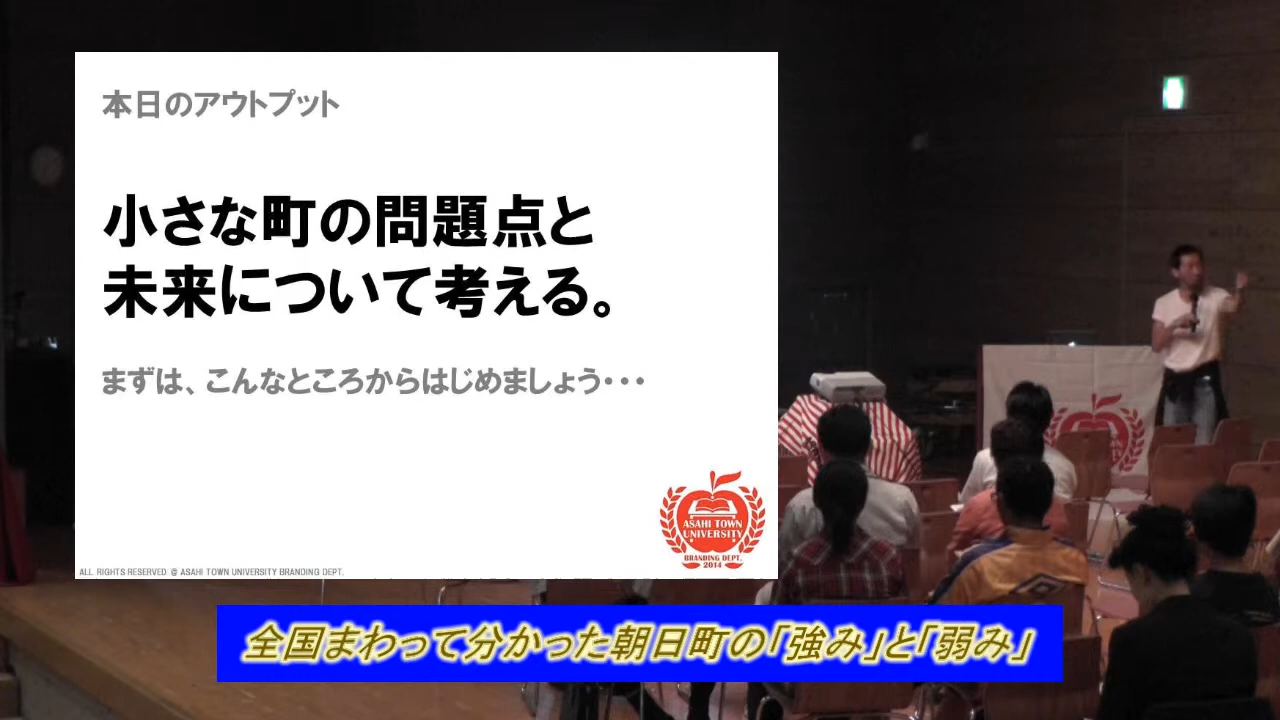 本日のアウトプット
小さな町の問題点と
未来について考える。
まずは、こんなところからはじめましょう・・・
ASAHI TOWN
UNIVERSITY
BRANDING DEPT.
2014
ALL RIGHTS RESERVED @ ASAHI TOWN UNIVERSITY BRANDING DEPT.
全国まわって分かった朝日町の「強み」と「弱み」